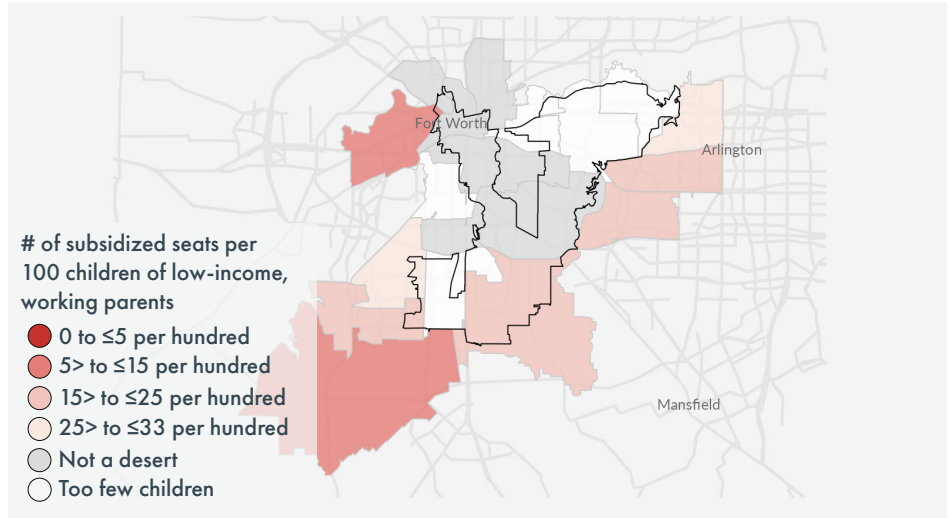 Fort Worth
Arlington
# of subsidized seats per
100 children of low-income,
working parents
0 to ≤5 per hundred
5> to ≤15 per hundred
15> to ≤25 per hundred
25> to ≤33 per hundred
Not a desert
Too few children
Mansfield